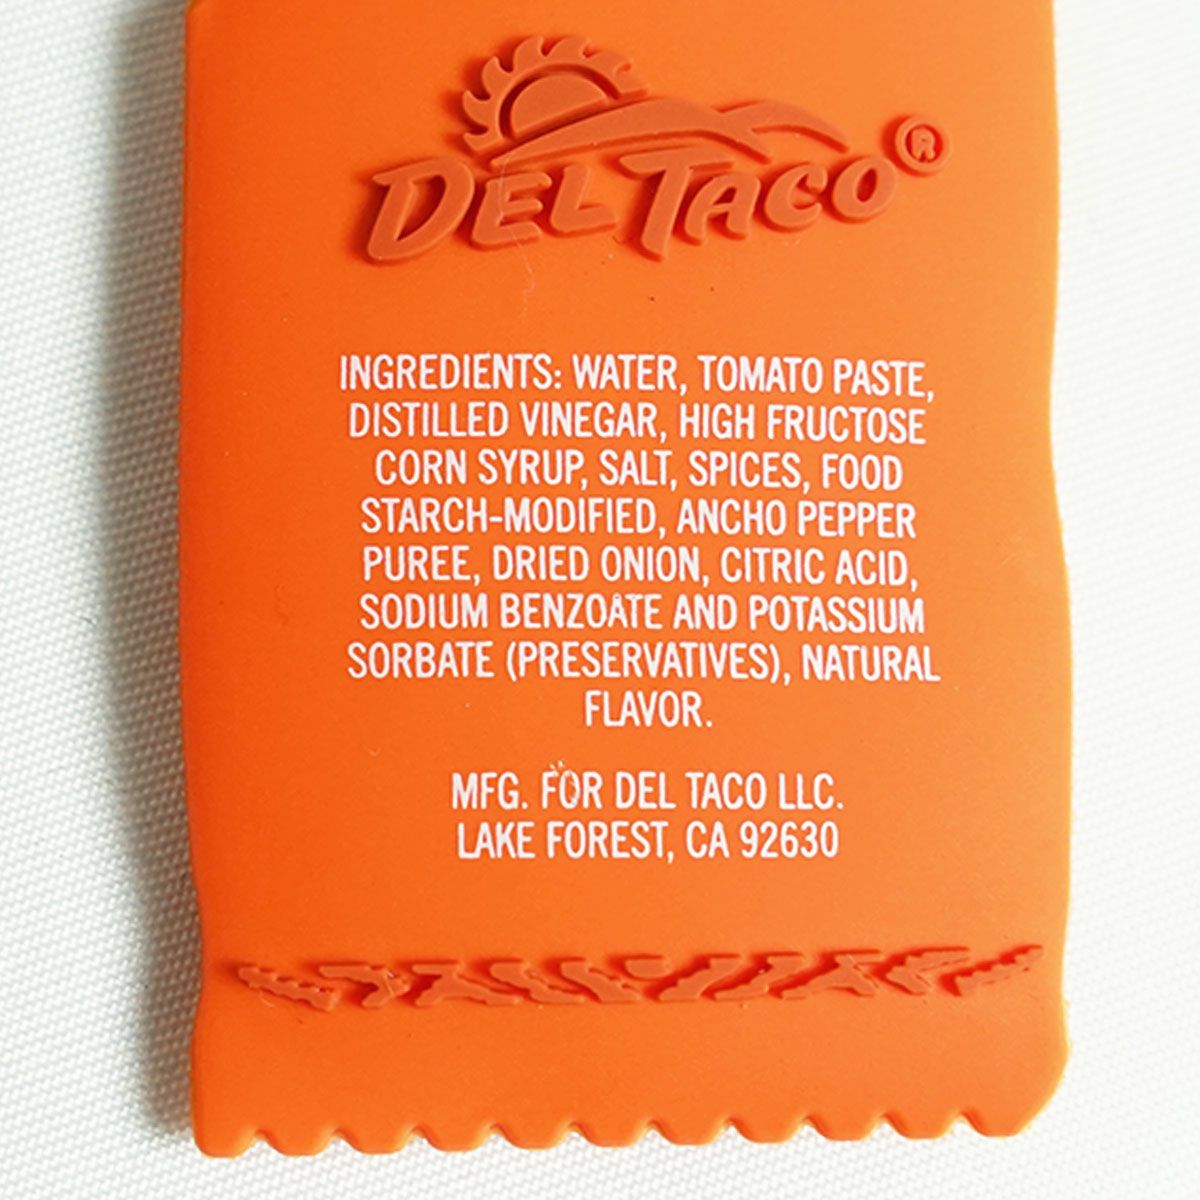 DEL TACO®
INGREDIENTS: WATER, TOMATO PASTE,
DISTILLED VINEGAR, HIGH FRUCTOSE
CORN SYRUP, SALT, SPICES, FOOD
STARCH-MODIFIED, ANCHO PEPPER
PUREE, DRIED ONION, CITRIC ACID,
SODIUM BENZOATE AND POTASSIUM
SORBATE (PRESERVATIVES), NATURAL
FLAVOR.
MFG. FOR DEL TACO LLC.
LAKE FOREST, CA 92630